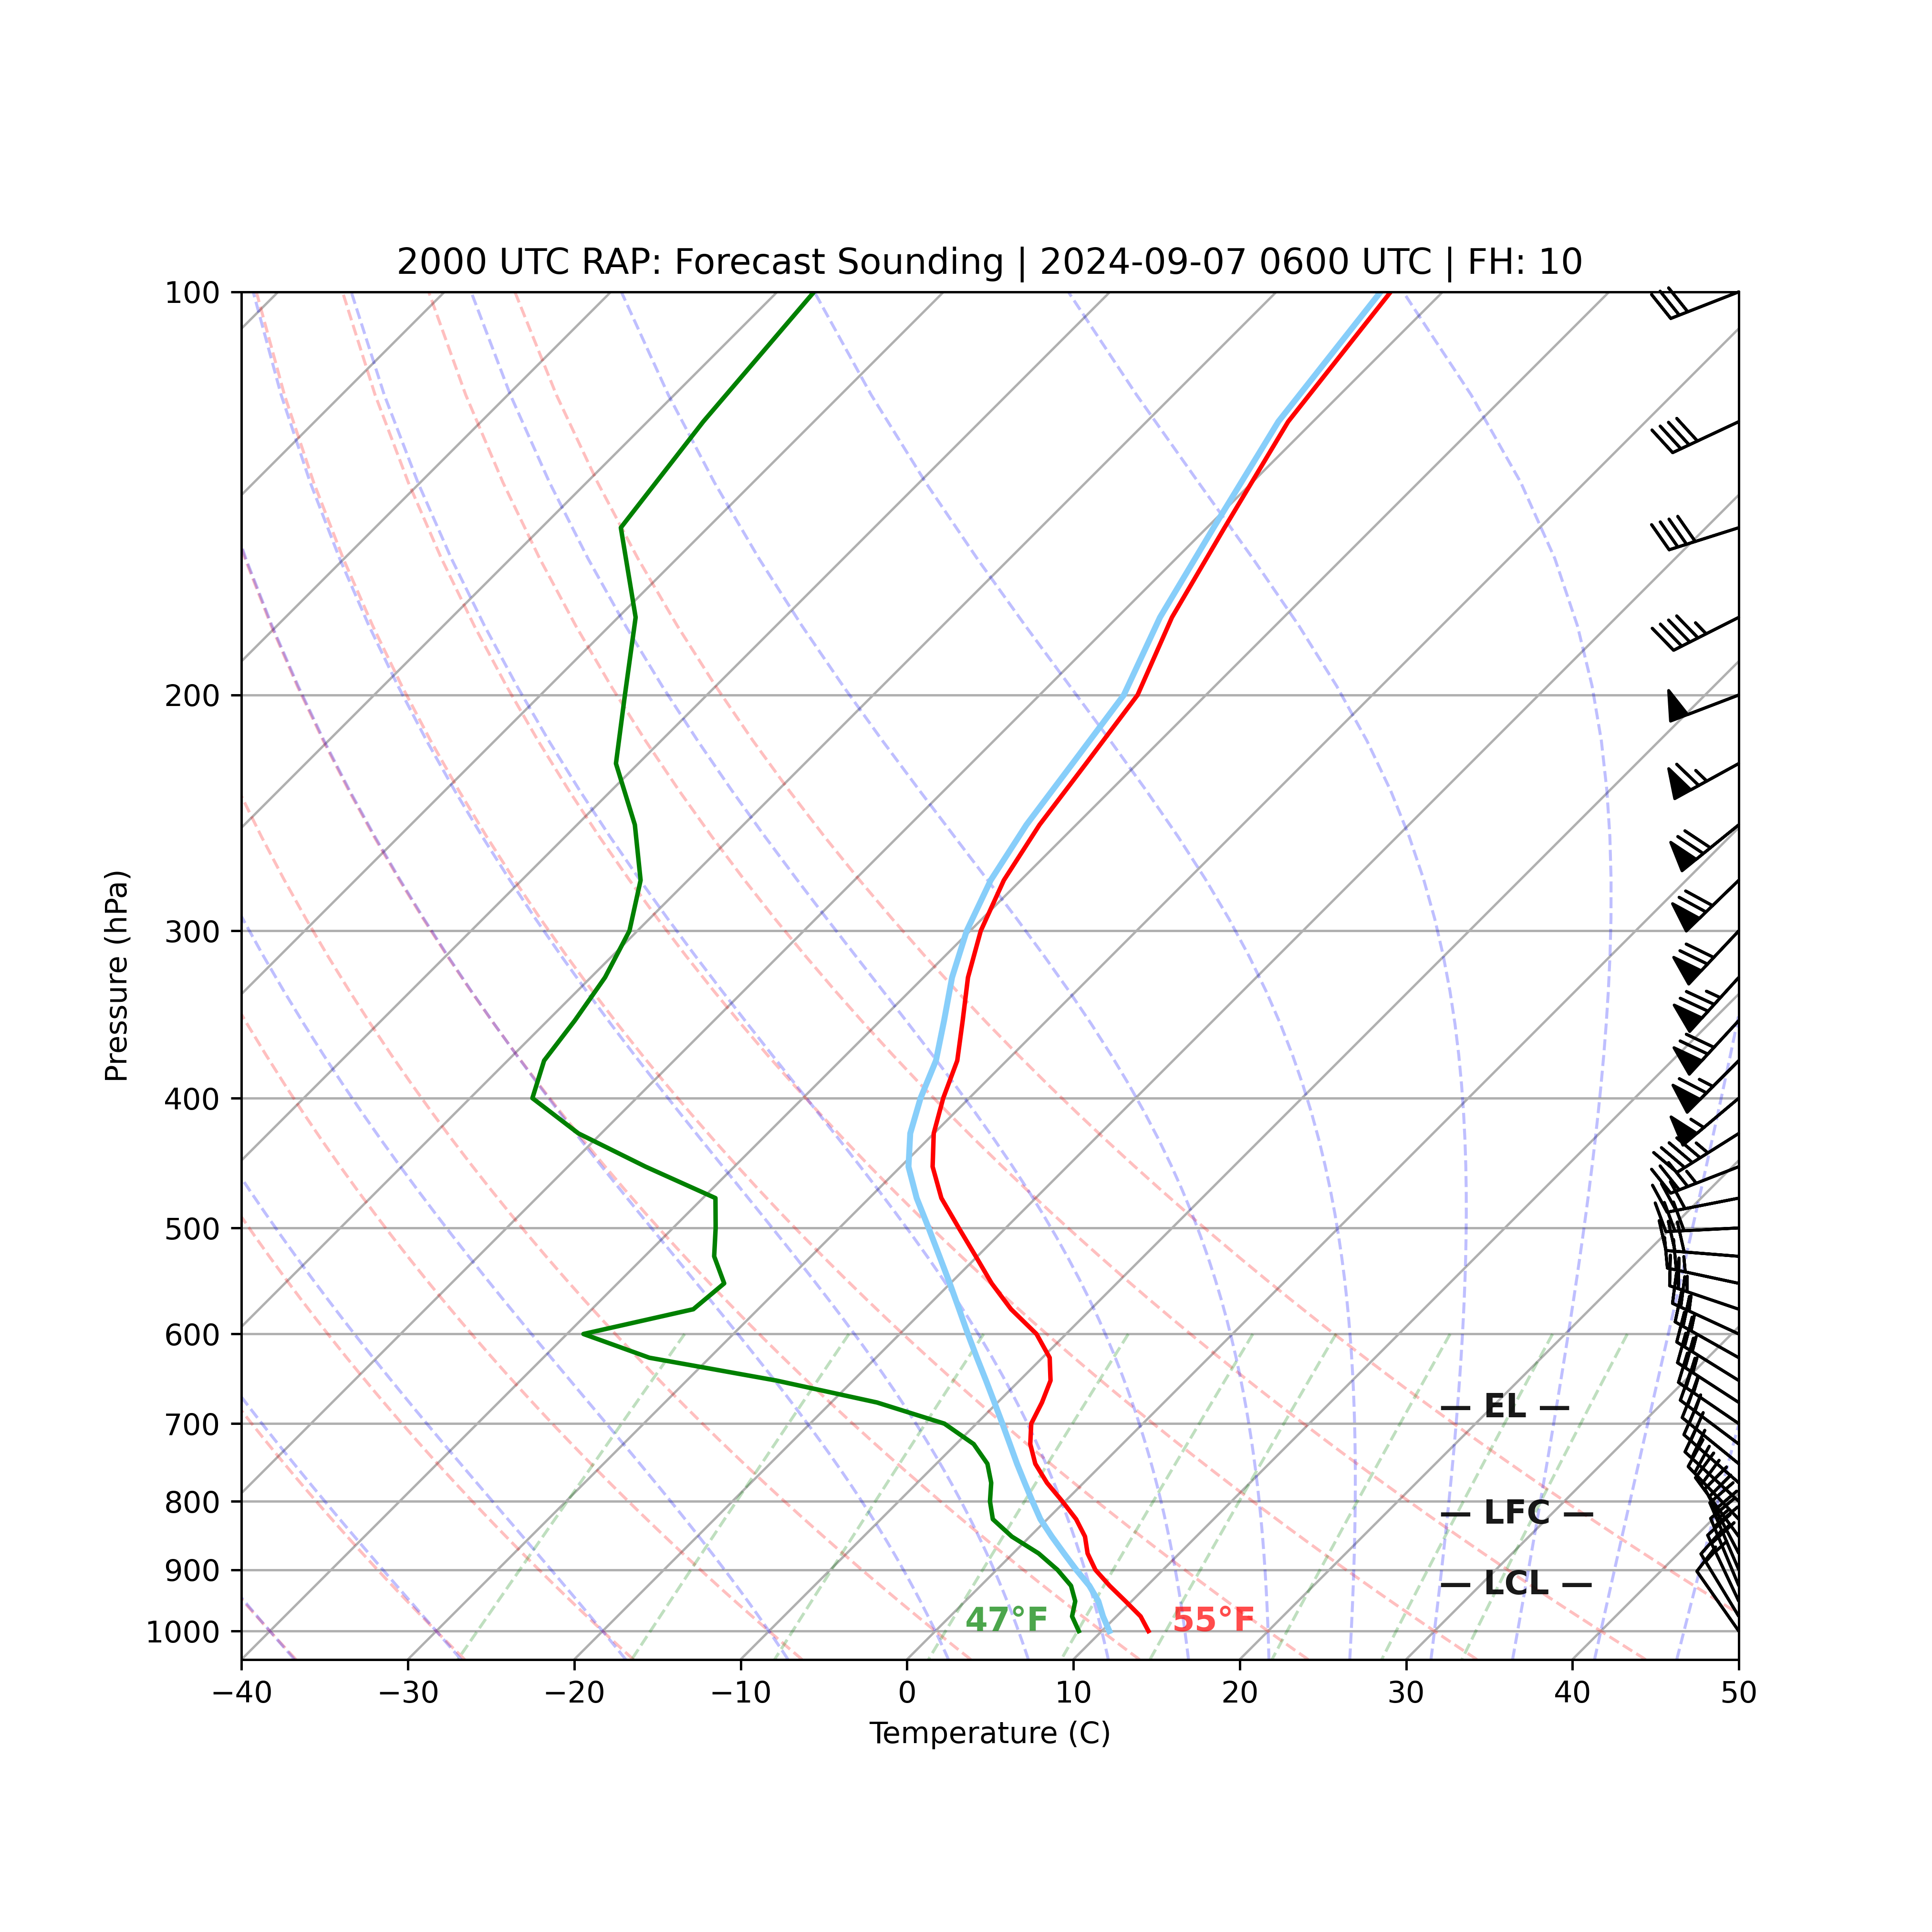 2000 UTC RAP: Forecast Sounding | 2024-09-07 0600 UTC | FH: 10
100
200
300
400
500
600
700
800
900
1000
Pressure (hPa)
— EL —
— LFC —
— LCL —
47°F 55°F
−40 −30 −20 −10 0 10 20 30 40 50
Temperature (C)